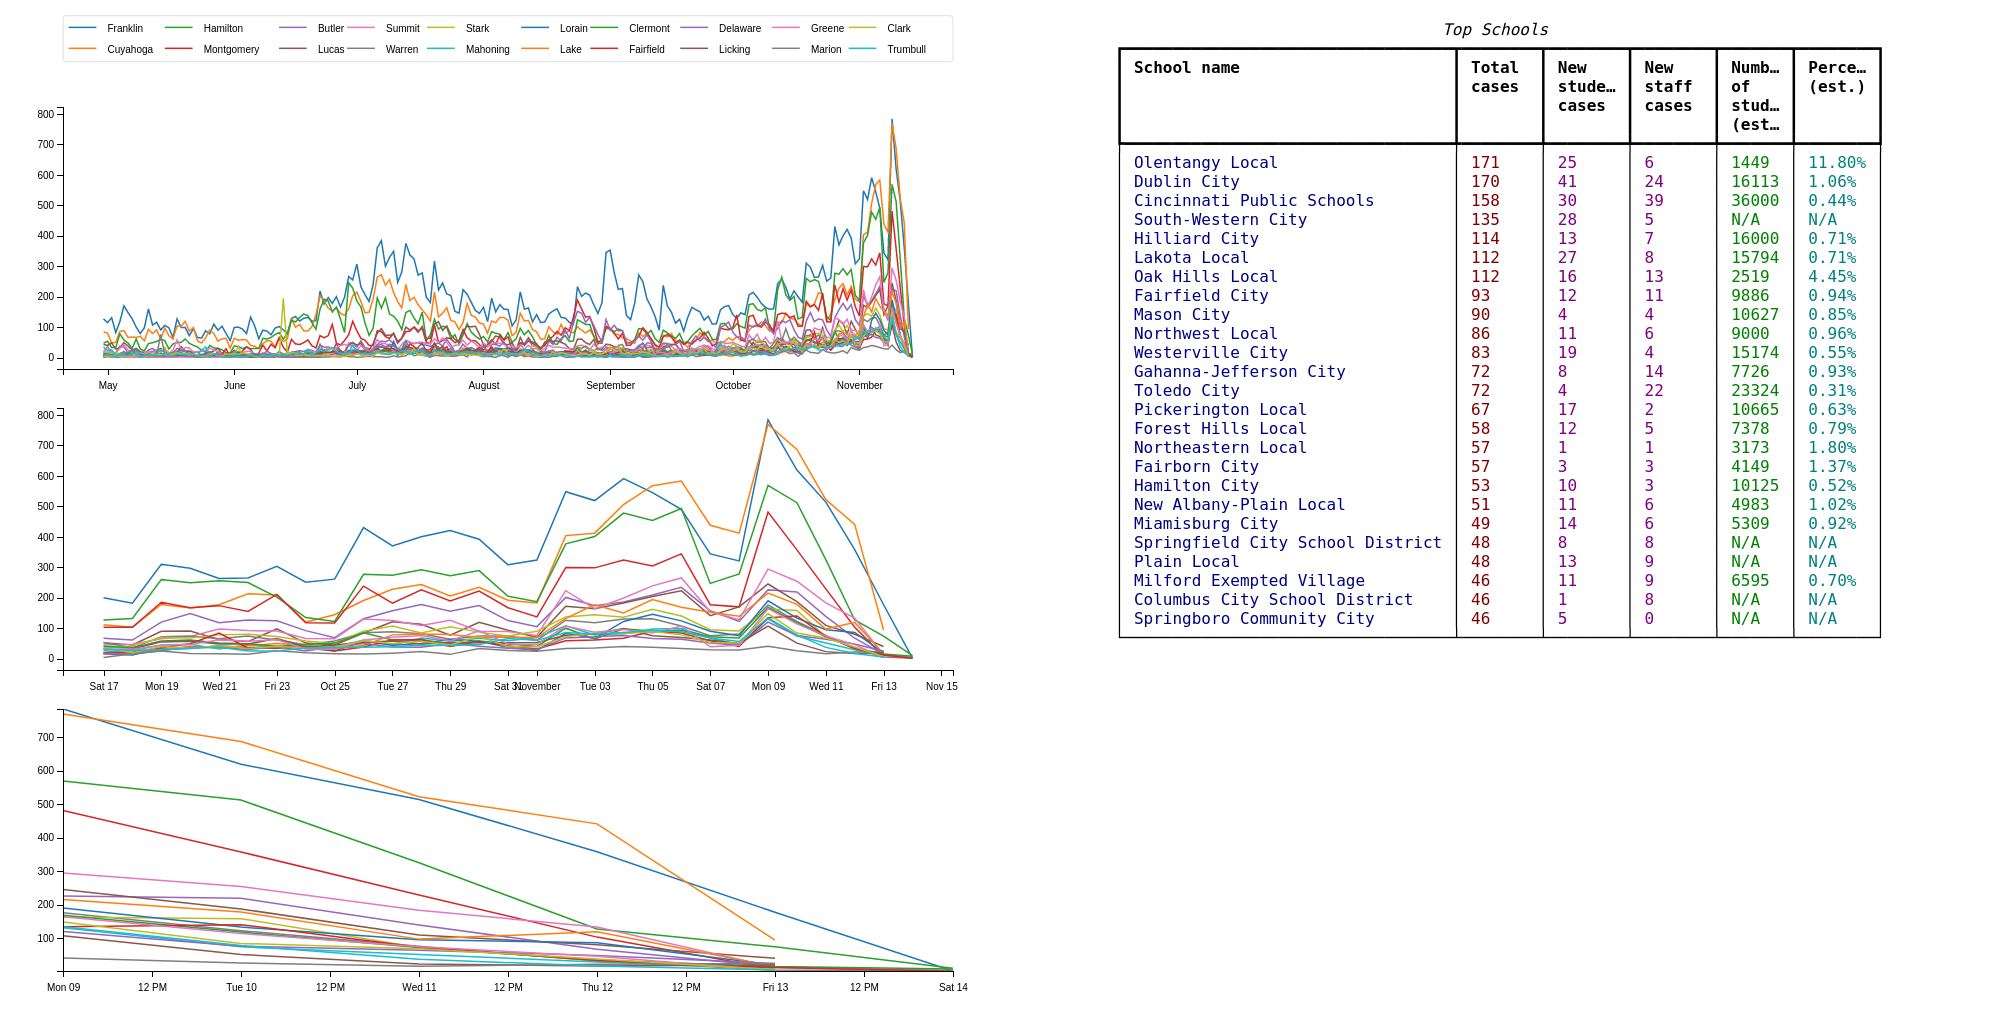 Franklin Hamilton Butler Summit Stark Lorain Clermont Delaware Greene Clark
Cuyahoga Montgomery Lucas Warren Mahoning Lake Fairfield Licking Marion Trumbull
800
700
600
500
400
300
200
100
0
May June July August September October November
800
700
600
500
400
300
200
100
0
Sat 17 Mon 19 Wed 21 Fri 23 Oct 25 Tue 27 Thu 29 Sat 31 November Tue 03 Thu 05 Sat 07 Mon 09 Wed 11 Fri 13 Nov 15
700
600
500
400
300
200
100
Mon 09 12 PM Tue 10 12 PM Wed 11 12 PM Thu 12 12 PM Fri 13 12 PM Sat 14
Top Schools
School name Total New New Numb… Perce…
cases stude… staff of (est.)
cases cases stud…
(est…
Olentangy Local 171 25 6 1449 11.80%
Dublin City 170 41 24 16113 1.06%
Cincinnati Public Schools 158 30 39 36000 0.44%
South-Western City 135 28 5 N/A N/A
Hilliard City 114 13 7 16000 0.71%
Lakota Local 112 27 8 15794 0.71%
Oak Hills Local 112 16 13 2519 4.45%
Fairfield City 93 12 11 9886 0.94%
Mason City 90 4 4 10627 0.85%
Northwest Local 86 11 6 9000 0.96%
Westerville City 83 19 4 15174 0.55%
Gahanna-Jefferson City 72 8 14 7726 0.93%
Toledo City 72 4 22 23324 0.31%
Pickerington Local 67 17 2 10665 0.63%
Forest Hills Local 58 12 5 7378 0.79%
Northeastern Local 57 1 1 3173 1.80%
Fairborn City 57 3 3 4149 1.37%
Hamilton City 53 10 3 10125 0.52%
New Albany-Plain Local 51 11 6 4983 1.02%
Miamisburg City 49 14 6 5309 0.92%
Springfield City School District 48 8 8 N/A N/A
Plain Local 48 13 9 N/A N/A
Milford Exempted Village 46 11 9 6595 0.70%
Columbus City School District 46 1 8 N/A N/A
Springboro Community City 46 5 0 N/A N/A